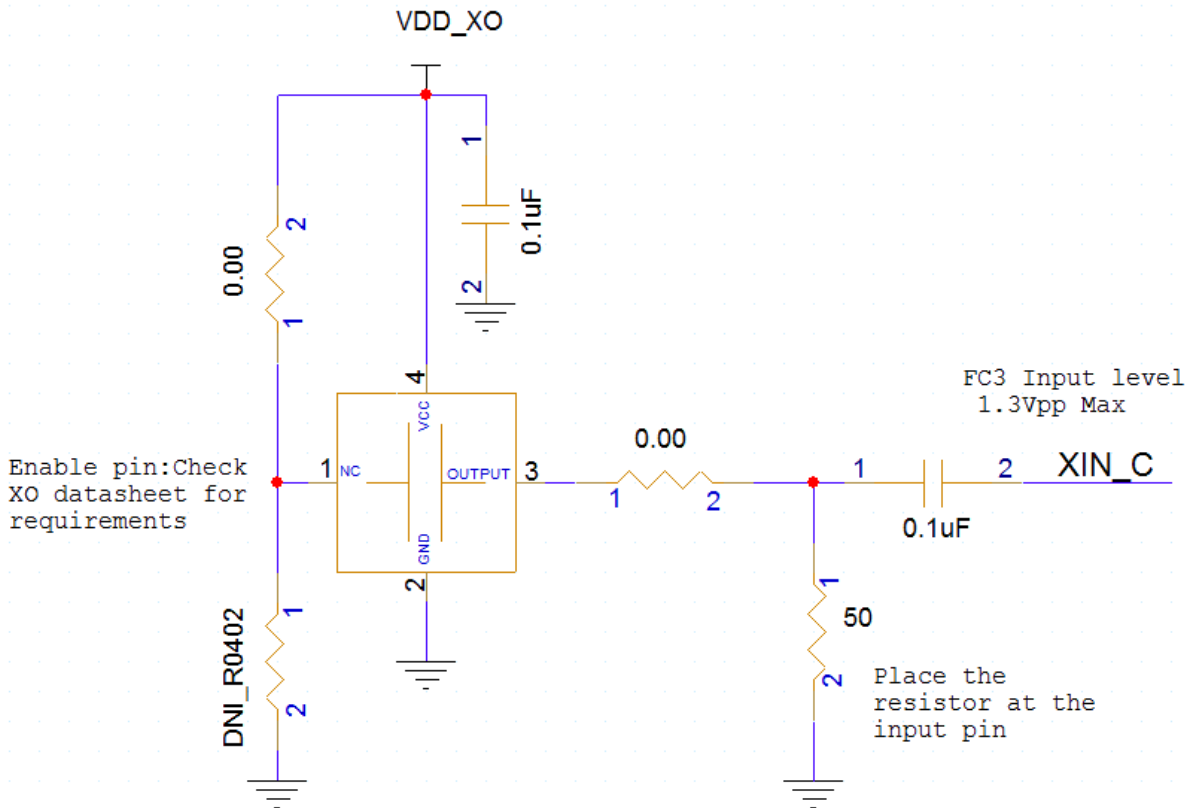 VDD_XO
1
0.1uF
2
2
0.00
1
4
VCC
FC3 Input level
1.3Vpp Max
Enable pin:Check
XO datasheet for
requirements
1
NC
OUTPUT
3
0.00
1
2
1
2
XIN_C
0.1uF
GND
2
1
DNI_R0402
2
1
50
2
Place the
resistor at the
input pin